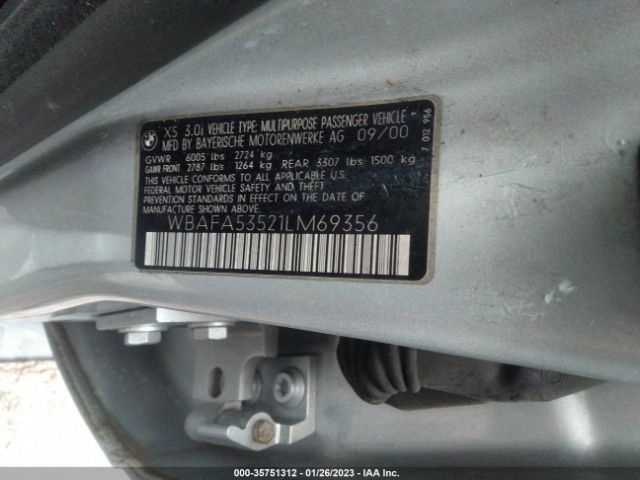 X5 3.0i VEHICLE TYPE: MULTIPURPOSE PASSENGER VEHICLE
MFD BY BAYERISCHE MOTORENWERKE AG 09/00
GVWR 6005 lbs 2724 kg
GAWR FRONT 2787 lbs 1264 kg REAR 3307 lbs 1500 kg
THIS VEHICLE CONFORMS TO ALL APPLICABLE U.S.
FEDERAL MOTOR VEHICLE SAFETY AND THEFT
PREVENTION STANDARDS IN EFFECT ON THE DATE OF
MANUFACTURE SHOWN ABOVE.
WBAFA53521LM69356
7 012 956
000-35751312 - 01/26/2023 - IAA Inc.